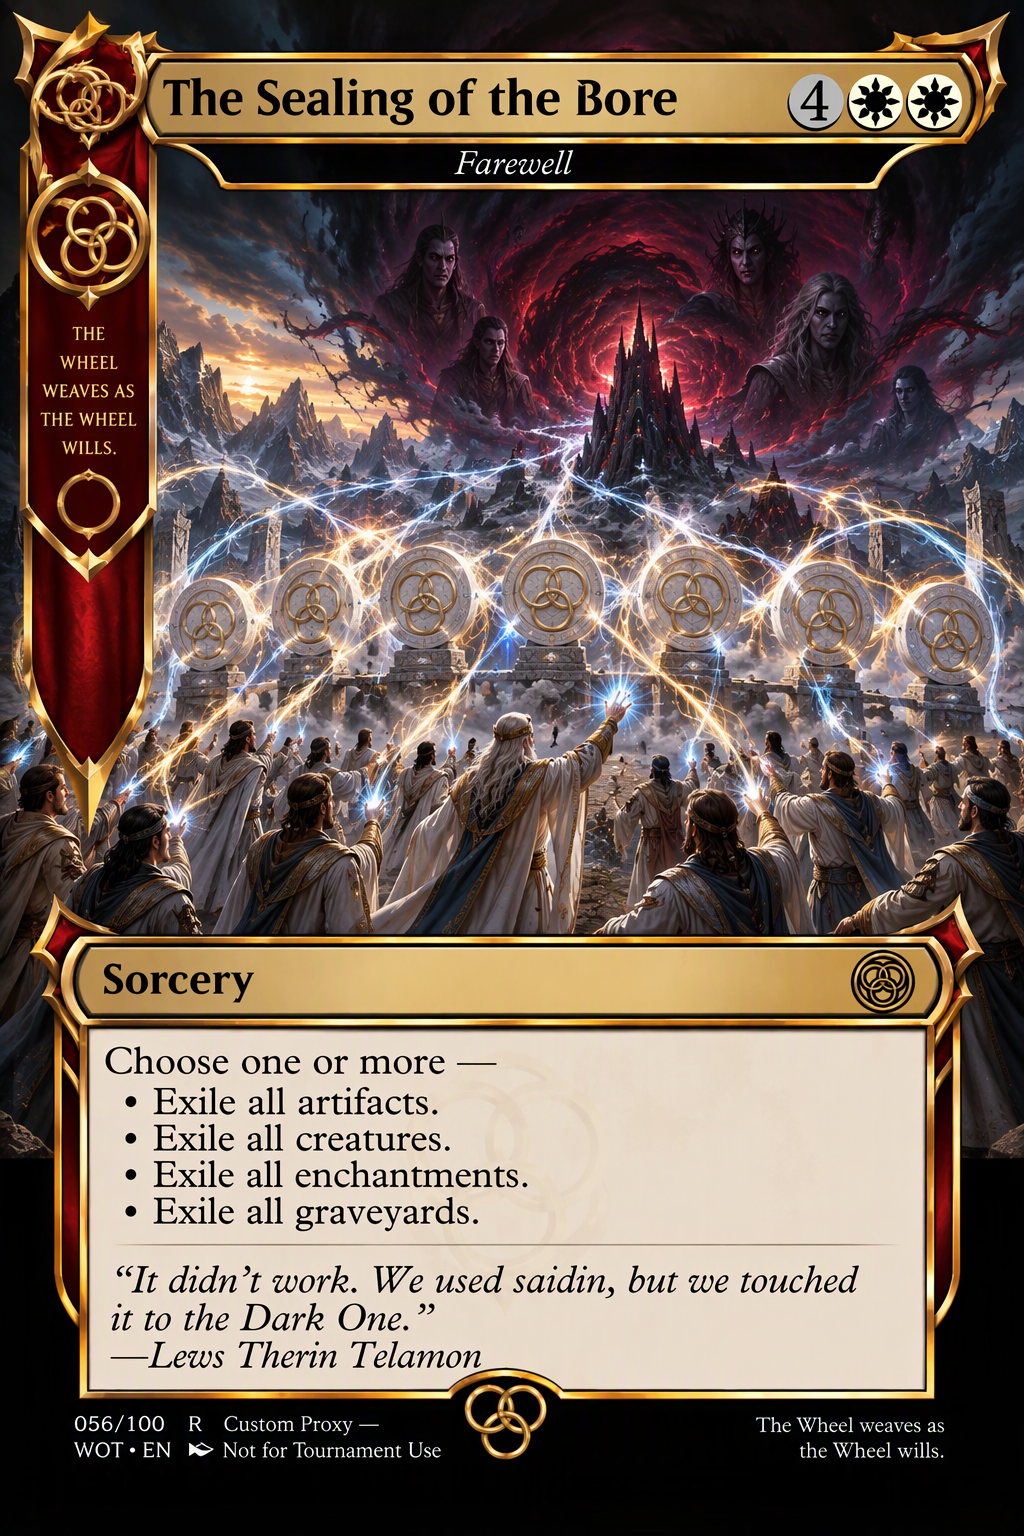 The Sealing of the Bore
4
Farewell
THE
WHEEL
WEAVES AS
THE WHEEL
WILLS.
Sorcery
Choose one or more —
• Exile all artifacts.
• Exile all creatures.
• Exile all enchantments.
• Exile all graveyards.
“It didn’t work. We used saidin, but we touched
it to the Dark One.”
—Lews Therin Telamon
056/100 R Custom Proxy —
WOT • EN Not for Tournament Use
The Wheel weaves as
the Wheel wills.